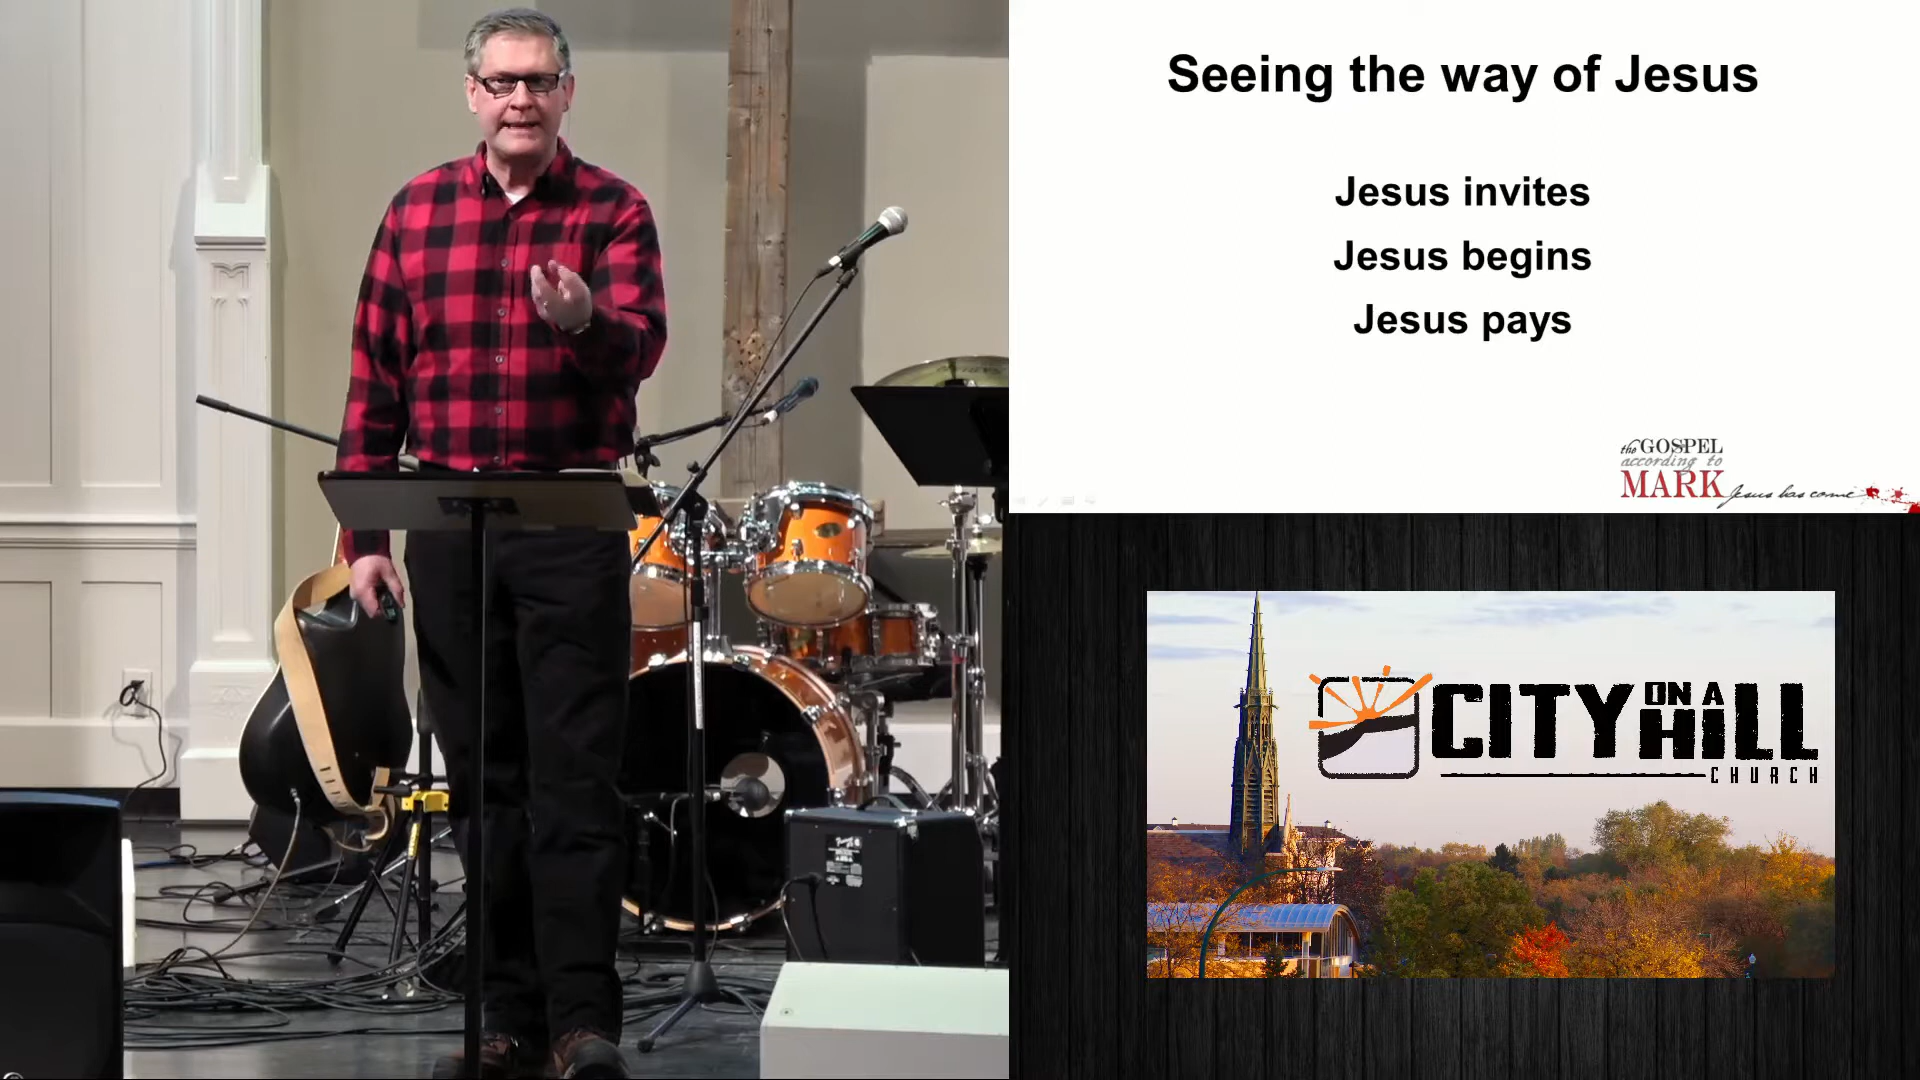 Seeing the way of Jesus
Jesus invites
Jesus begins
Jesus pays
the GOSPEL
according to
MARK Jesus has come
CITY ON A HILL
CHURCH